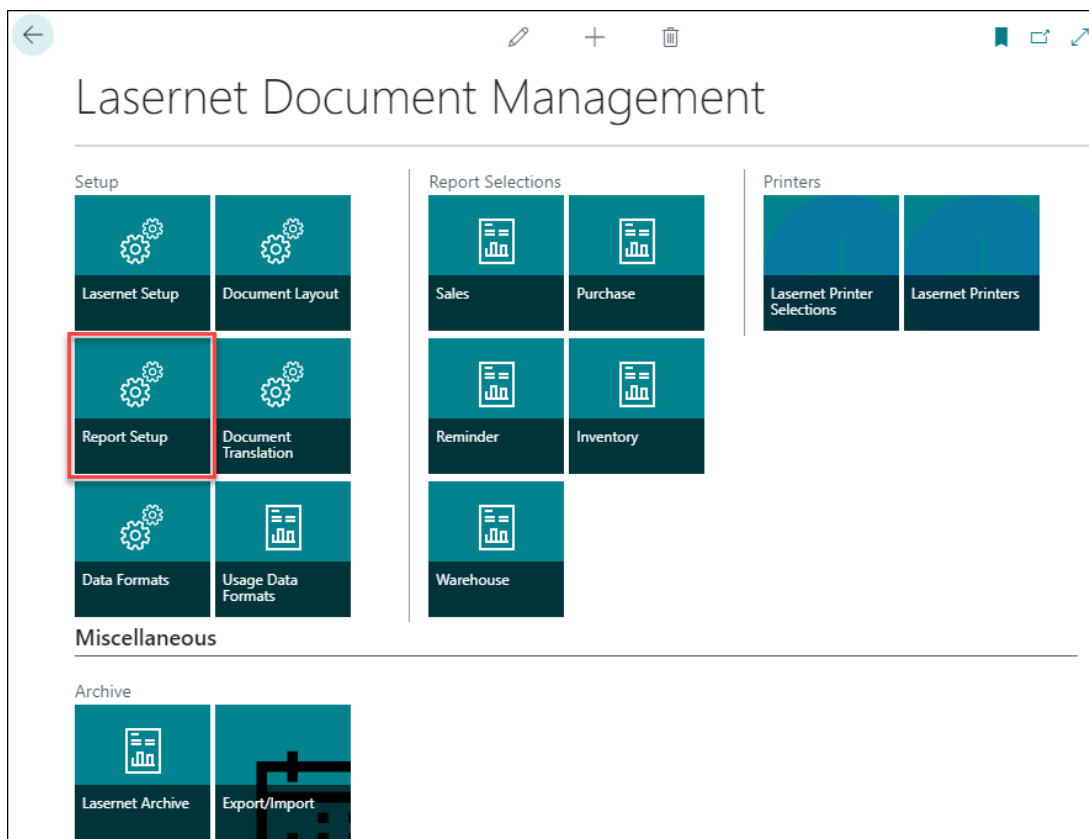 Lasernet Document Management
Setup
Report Selections
Printers
Lasernet Setup
Document Layout
Sales
Purchase
Lasernet Printer
Selections
Lasernet Printers
Report Setup
Document
Translation
Reminder
Inventory
Data Formats
Usage Data
Formats
Warehouse
Miscellaneous
Archive
Lasernet Archive
Export/Import